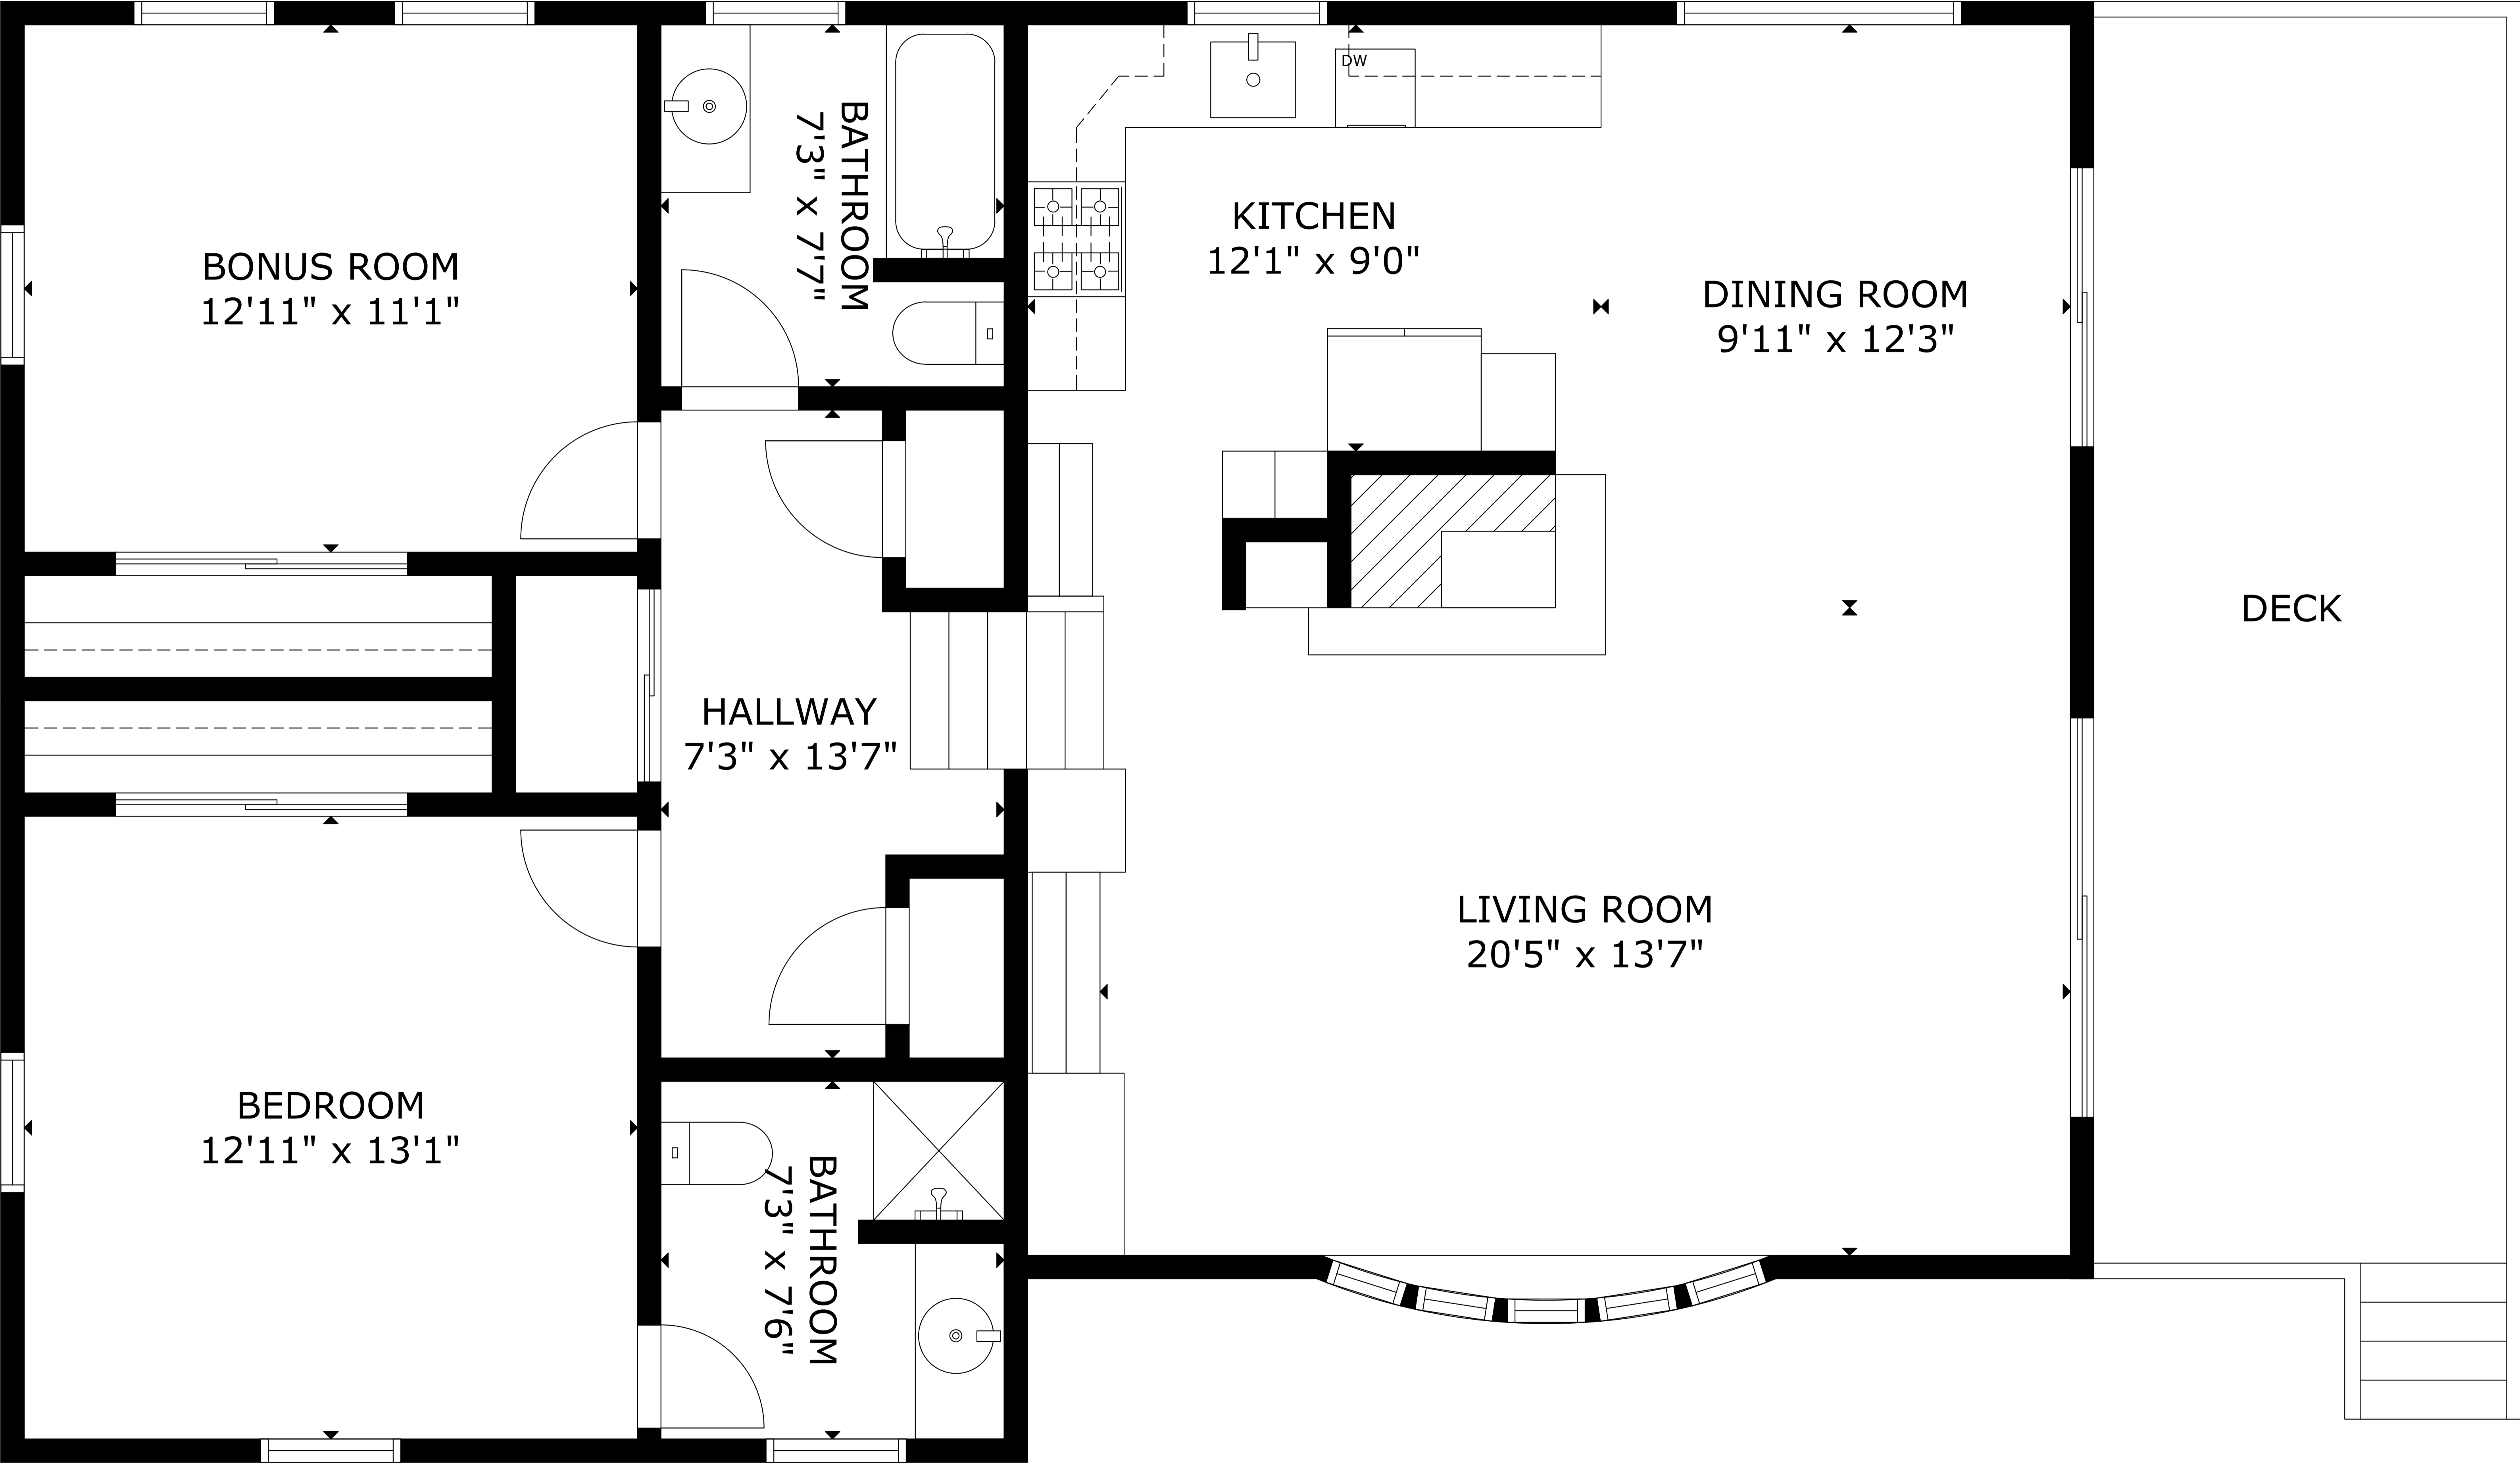 BONUS ROOM
12'11" x 11'1"
BATHROOM
7'3" x 7'7"
DW
KITCHEN
12'1" x 9'0"
DINING ROOM
9'11" x 12'3"
DECK
HALLWAY
7'3" x 13'7"
LIVING ROOM
20'5" x 13'7"
BEDROOM
12'11" x 13'1"
BATHROOM
7'3" x 7'6"